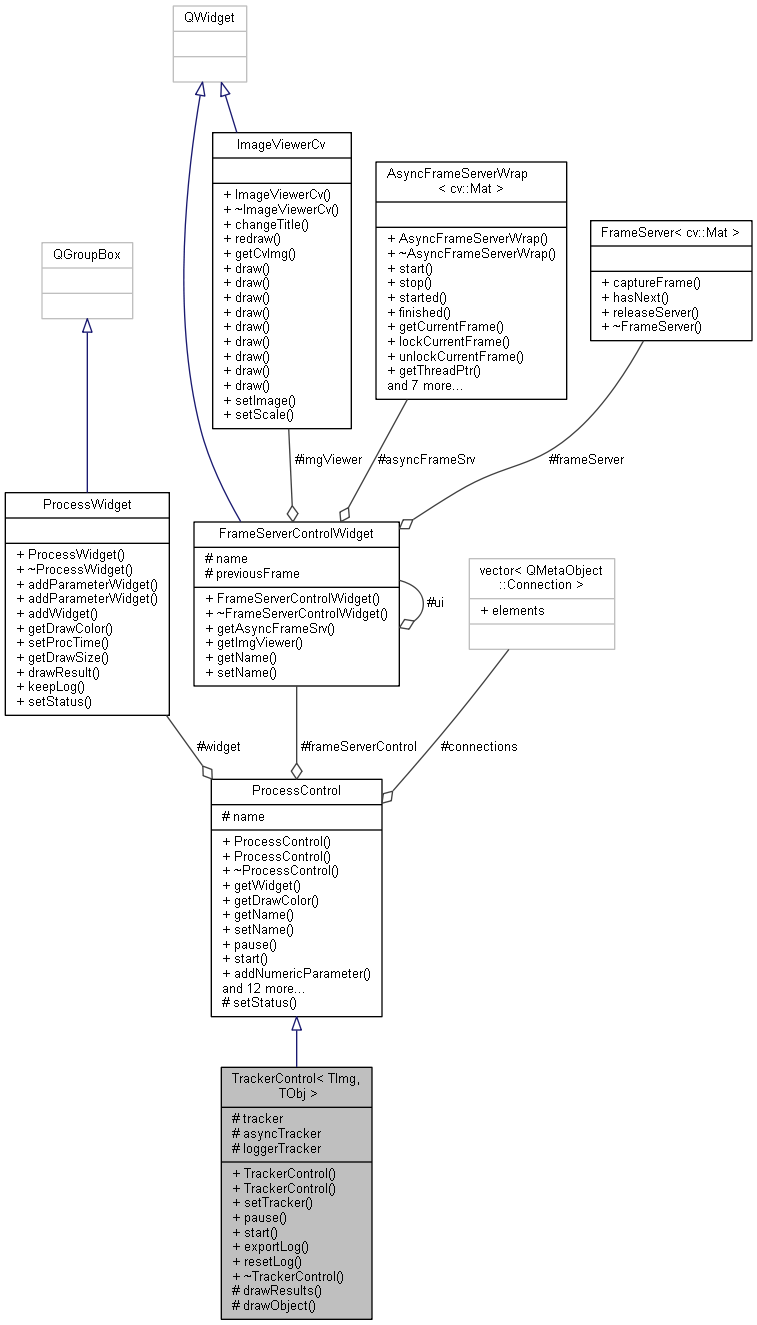 QWidget
ImageViewerCv
+ ImageViewerCv()
+ ~ImageViewerCv()
+ changeTitle()
+ redraw()
+ getCvImg()
+ draw()
+ draw()
+ draw()
+ draw()
+ draw()
+ draw()
+ draw()
+ draw()
+ draw()
+ setImage()
+ setScale()
AsyncFrameServerWrap
< cv::Mat >
+ AsyncFrameServerWrap()
+ ~AsyncFrameServerWrap()
+ start()
+ stop()
+ started()
+ finished()
+ getCurrentFrame()
+ lockCurrentFrame()
+ unlockCurrentFrame()
+ getThreadPtr()
and 7 more...
FrameServer< cv::Mat >
+ captureFrame()
+ hasNext()
+ releaseServer()
+ ~FrameServer()
QGroupBox
#imgViewer
#asyncFrameSrv
#frameServer
ProcessWidget
+ ProcessWidget()
+ ~ProcessWidget()
+ addParameterWidget()
+ addParameterWidget()
+ addWidget()
+ getDrawColor()
+ setProcTime()
+ getDrawSize()
+ drawResult()
+ keepLog()
+ setStatus()
FrameServerControlWidget
# name
# previousFrame
+ FrameServerControlWidget()
+ ~FrameServerControlWidget()
+ getAsyncFrameSrv()
+ getImgViewer()
+ getName()
+ setName()
#ui
vector< QMetaObject
::Connection >
+ elements
#widget
#frameServerControl
#connections
ProcessControl
# name
+ ProcessControl()
+ ProcessControl()
+ ~ProcessControl()
+ getWidget()
+ getDrawColor()
+ getName()
+ setName()
+ pause()
+ start()
+ addNumericParameter()
and 12 more...
# setStatus()
TrackerControl< TImg,
TObj >
# tracker
# asyncTracker
# loggerTracker
+ TrackerControl()
+ TrackerControl()
+ setTracker()
+ pause()
+ start()
+ exportLog()
+ resetLog()
+ ~TrackerControl()
# drawResults()
# drawObject()